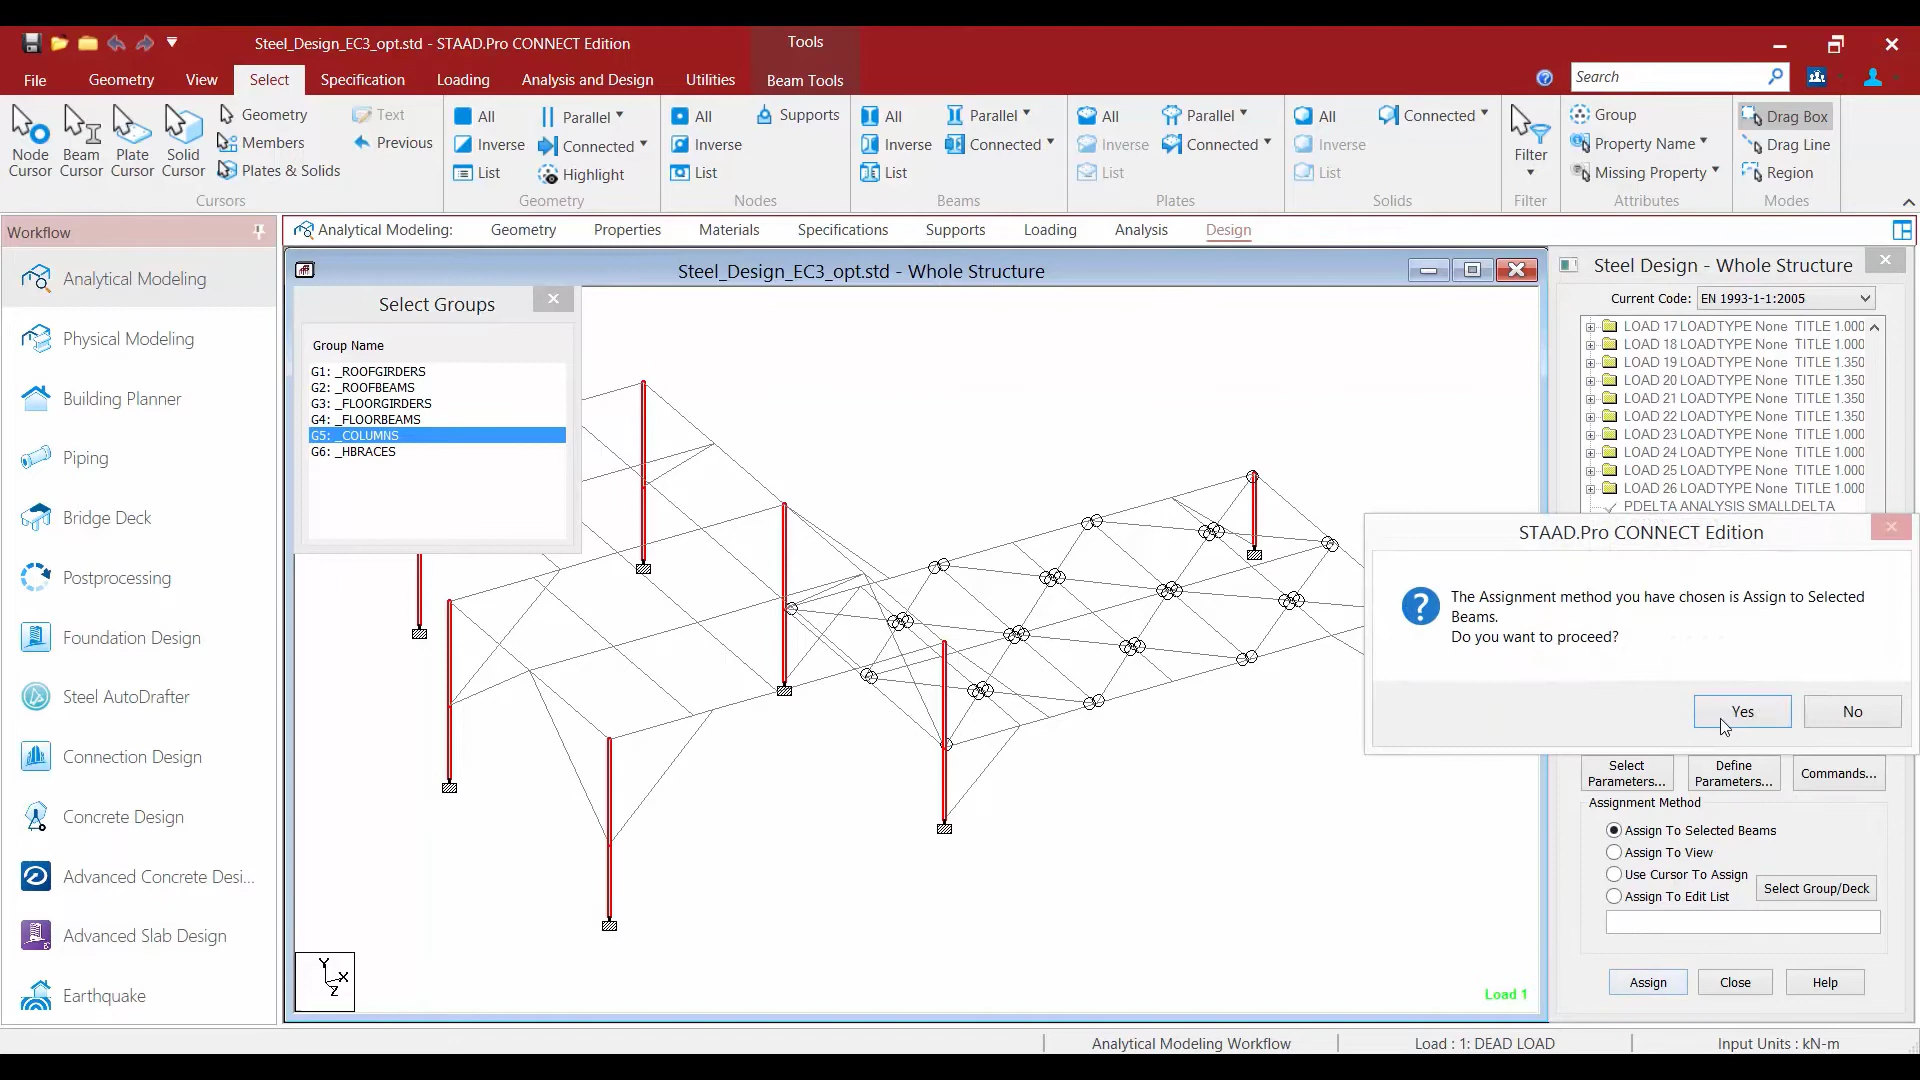 Steel_Design_EC3_opt.std - STAAD.Pro CONNECT Edition
Tools
File
Geometry
View
Select
Specification
Loading
Analysis and Design
Utilities
Beam Tools
Search
Node Cursor
Beam Cursor
Plate Cursor
Solid Cursor
Geometry
Members
Plates & Solids
Text
Previous
Cursors
All
Inverse
List
Parallel
Connected
Highlight
Geometry
All
Inverse
List
Supports
Nodes
All
Inverse
List
Parallel
Connected
Beams
All
Inverse
List
Parallel
Connected
Plates
All
Inverse
List
Connected
Solids
Filter
Filter
Group
Property Name
Missing Property
Attributes
Drag Box
Drag Line
Region
Modes
Workflow
Analytical Modeling
Physical Modeling
Building Planner
Piping
Bridge Deck
Postprocessing
Foundation Design
Steel AutoDrafter
Connection Design
Concrete Design
Advanced Concrete Desi...
Advanced Slab Design
Earthquake
Analytical Modeling:
Geometry
Properties
Materials
Specifications
Supports
Loading
Analysis
Design
Steel_Design_EC3_opt.std - Whole Structure
Select Groups
Group Name
G1: _ROOFGIRDERS
G2: _ROOFBEAMS
G3: _FLOORGIRDERS
G4: _FLOORBEAMS
G5: _COLUMNS
G6: _HBRACES
Y
X
Z
Load 1
Steel Design - Whole Structure
Current Code: EN 1993-1-1:2005
LOAD 17 LOADTYPE None TITLE 1.000
LOAD 18 LOADTYPE None TITLE 1.000
LOAD 19 LOADTYPE None TITLE 1.350
LOAD 20 LOADTYPE None TITLE 1.350
LOAD 21 LOADTYPE None TITLE 1.350
LOAD 22 LOADTYPE None TITLE 1.350
LOAD 23 LOADTYPE None TITLE 1.000
LOAD 24 LOADTYPE None TITLE 1.000
LOAD 25 LOADTYPE None TITLE 1.000
LOAD 26 LOADTYPE None TITLE 1.000
PDELTA ANALYSIS SMALLDELTA
STAAD.Pro CONNECT Edition
The Assignment method you have chosen is Assign to Selected
Beams.
Do you want to proceed?
Yes
No
Select Parameters...
Define Parameters...
Commands...
Assignment Method
Assign To Selected Beams
Assign To View
Use Cursor To Assign
Assign To Edit List
Select Group/Deck
Assign
Close
Help
Analytical Modeling Workflow
Load : 1: DEAD LOAD
Input Units : kN-m